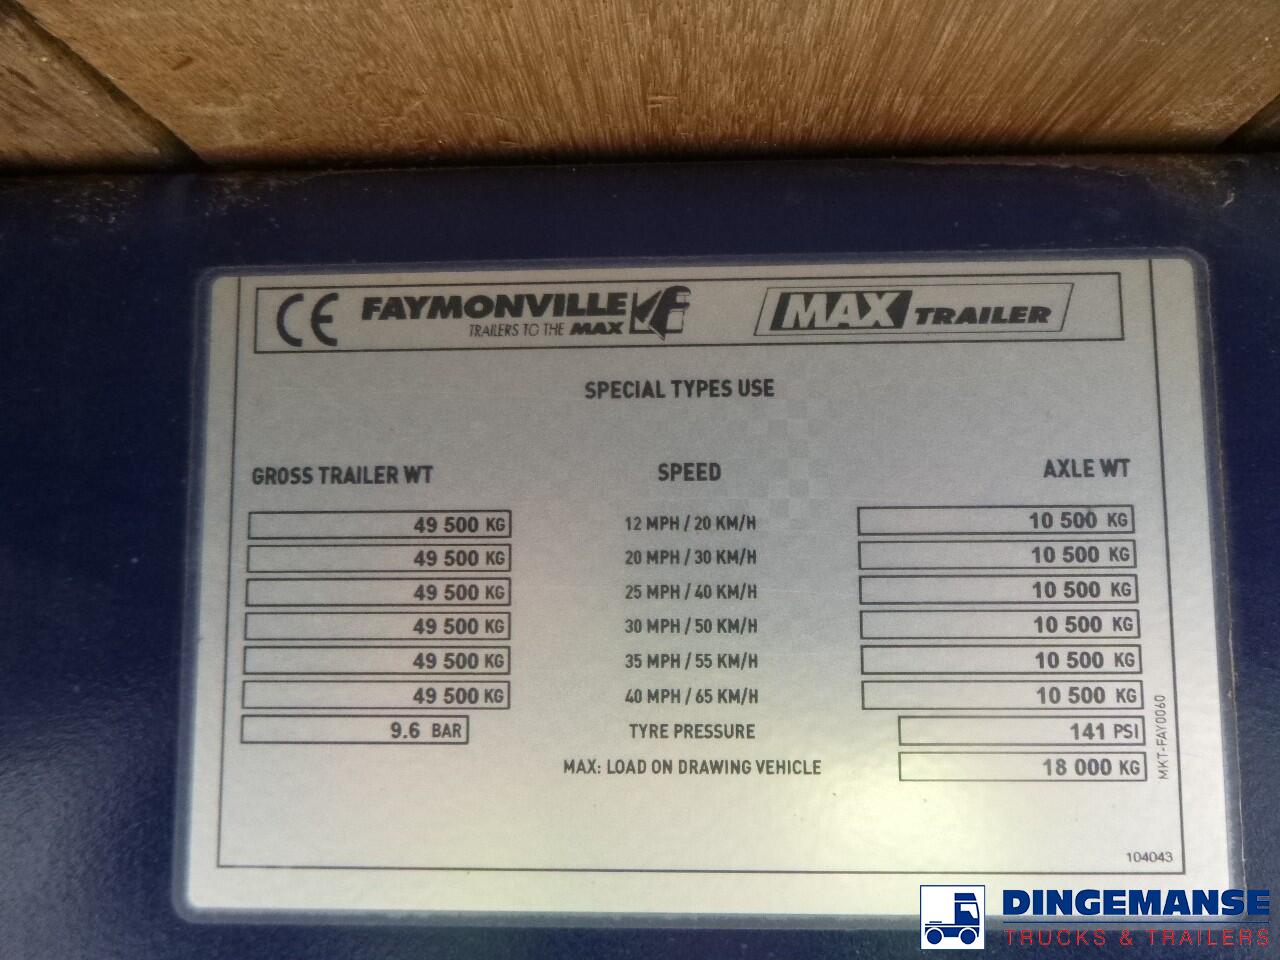 CE FAYMONVILLE MAX TRAILER
TRAILERS TO THE MAX
SPECIAL TYPES USE
GROSS TRAILER WT SPEED AXLE WT
49 500 KG 12 MPH / 20 KM/H 10 500 KG
49 500 KG 20 MPH / 30 KM/H 10 500 KG
49 500 KG 25 MPH / 40 KM/H 10 500 KG
49 500 KG 30 MPH / 50 KM/H 10 500 KG
49 500 KG 35 MPH / 55 KM/H 10 500 KG
49 500 KG 40 MPH / 65 KM/H 10 500 KG
9.6 BAR TYRE PRESSURE 141 PSI
MAX: LOAD ON DRAWING VEHICLE 18 000 KG
MKT-FAY0060
104043
DINGEMANSE
TRUCKS & TRAILERS